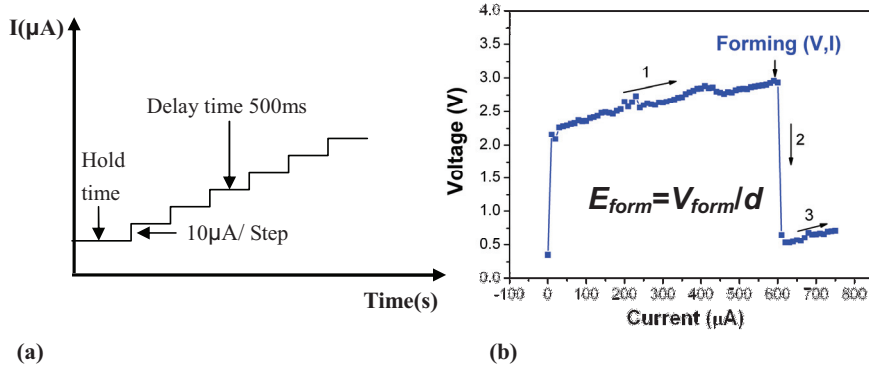 I(µA)
Delay time 500ms
Hold
time
10µA/ Step
Time(s)
(a)
4.0
3.5
3.0
2.5
2.0
1.5
1.0
0.5
0.0
Voltage (V)
Forming (V,I)
1
2
3
E_form=V_form/d
-100 0 100 200 300 400 500 600 700 800
Current (µA)
(b)